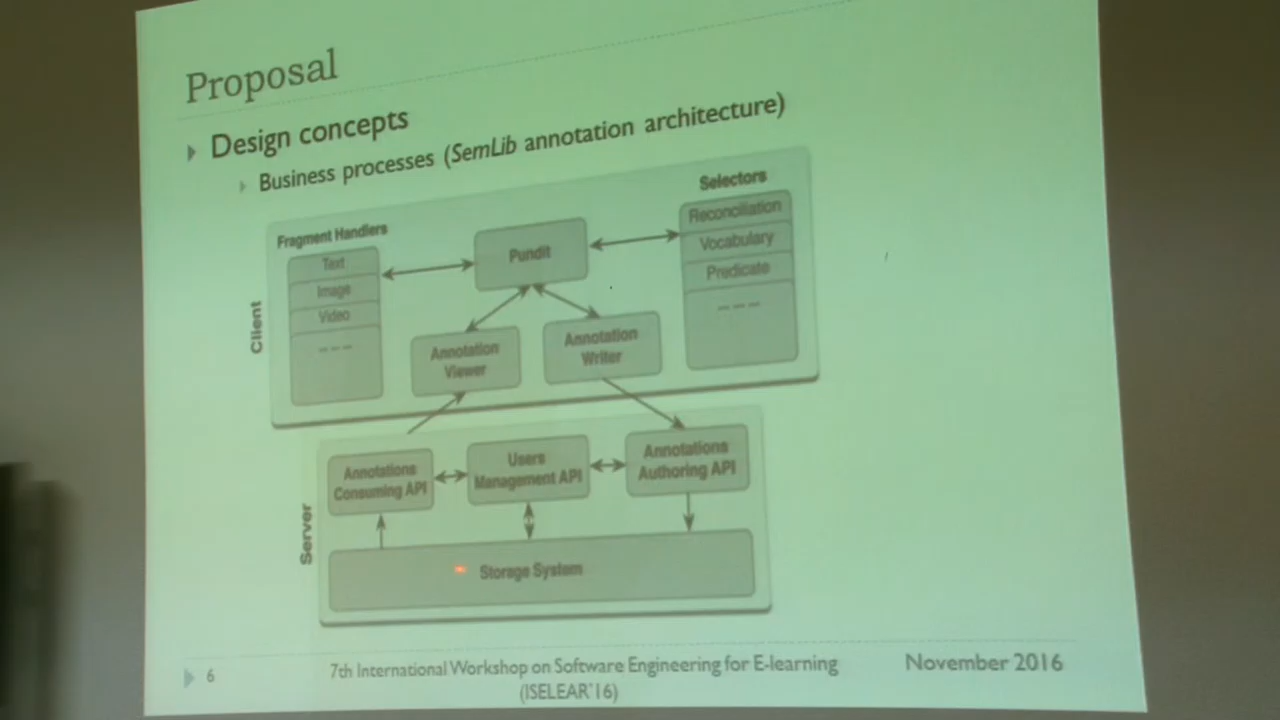 Proposal
Design concepts
Business processes (SemLib annotation architecture)
Client
Fragment Handlers
Text
Image
Video
Pundit
Selectors
Reconciliation
Vocabulary
Predicate
Annotation
Viewer
Annotation
Writer
Server
Annotations
Consuming API
Users
Management API
Annotations
Authoring API
Storage System
6
7th International Workshop on Software Engineering for E-learning
(ISELEAR'16)
November 2016